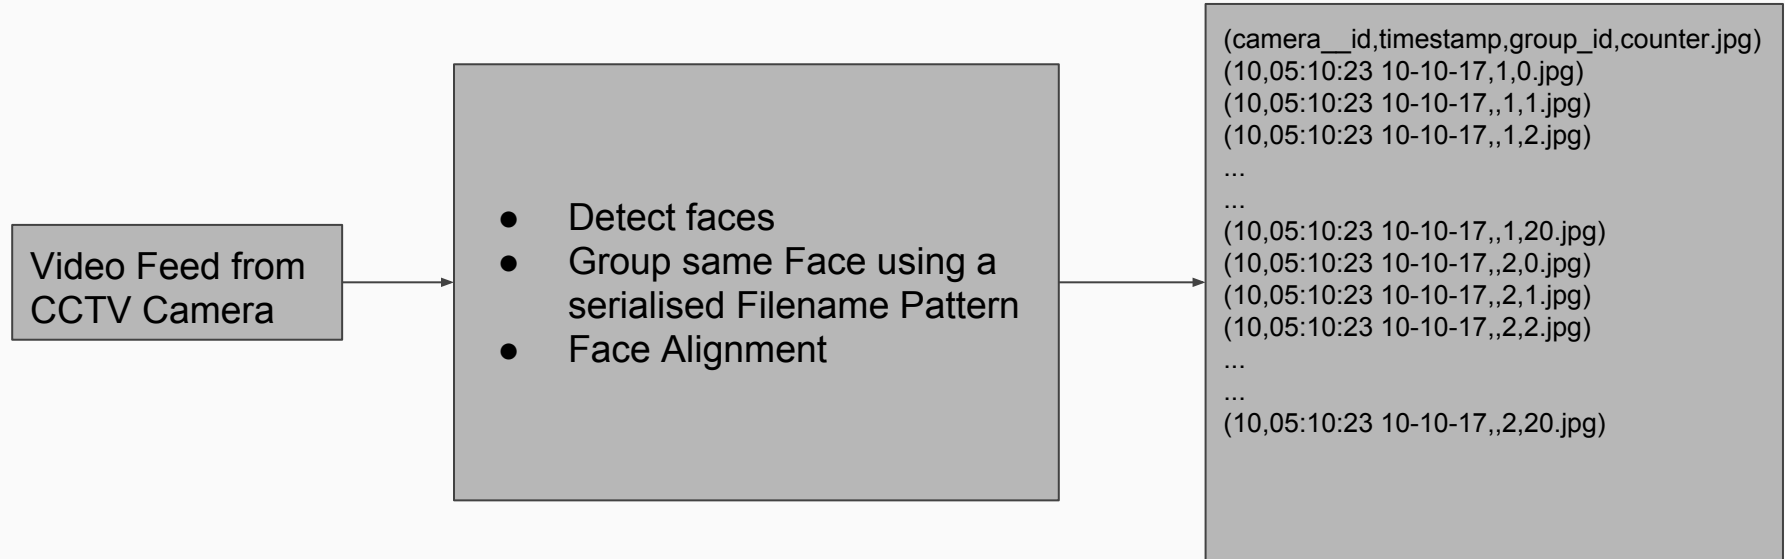 Video Feed from
CCTV Camera
● Detect faces
● Group same Face using a
serialised Filename Pattern
● Face Alignment
(camera__id,timestamp,group_id,counter.jpg)
(10,05:10:23 10-10-17,1,0.jpg)
(10,05:10:23 10-10-17,,1,1.jpg)
(10,05:10:23 10-10-17,,1,2.jpg)
...
...
(10,05:10:23 10-10-17,,1,20.jpg)
(10,05:10:23 10-10-17,,2,0.jpg)
(10,05:10:23 10-10-17,,2,1.jpg)
(10,05:10:23 10-10-17,,2,2.jpg)
...
...
(10,05:10:23 10-10-17,,2,20.jpg)